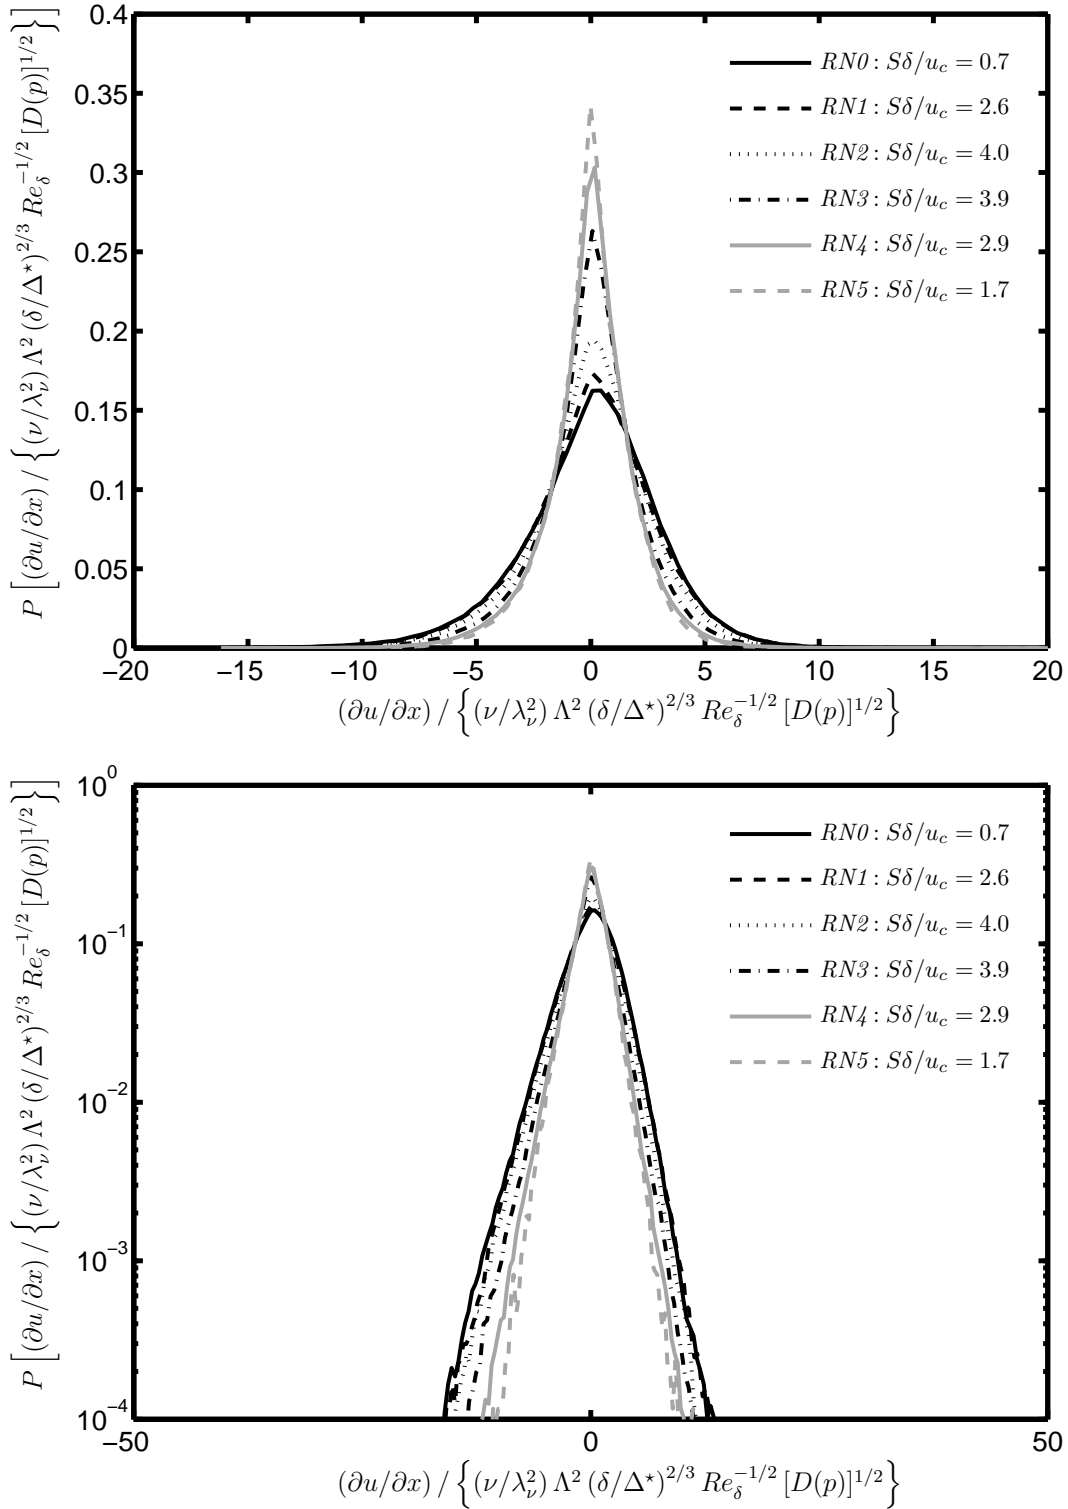 0.4
0.35
0.3
0.25
0.2
0.15
0.1
0.05
0
−20 −15 −10 −5 0 5 10 15 20
P [(∂u/∂x) / {(ν/λ_ν^2) Λ^2 (δ/Δ^⋆)^{2/3} Re_δ^{−1/2} [D(p)]^{1/2}}]
(∂u/∂x) / {(ν/λ_ν^2) Λ^2 (δ/Δ^⋆)^{2/3} Re_δ^{−1/2} [D(p)]^{1/2}}
RN0 : Sδ/u_c = 0.7
RN1 : Sδ/u_c = 2.6
RN2 : Sδ/u_c = 4.0
RN3 : Sδ/u_c = 3.9
RN4 : Sδ/u_c = 2.9
RN5 : Sδ/u_c = 1.7
10^0
10^{−1}
10^{−2}
10^{−3}
10^{−4}
−50 0 50
P [(∂u/∂x) / {(ν/λ_ν^2) Λ^2 (δ/Δ^⋆)^{2/3} Re_δ^{−1/2} [D(p)]^{1/2}}]
(∂u/∂x) / {(ν/λ_ν^2) Λ^2 (δ/Δ^⋆)^{2/3} Re_δ^{−1/2} [D(p)]^{1/2}}
RN0 : Sδ/u_c = 0.7
RN1 : Sδ/u_c = 2.6
RN2 : Sδ/u_c = 4.0
RN3 : Sδ/u_c = 3.9
RN4 : Sδ/u_c = 2.9
RN5 : Sδ/u_c = 1.7